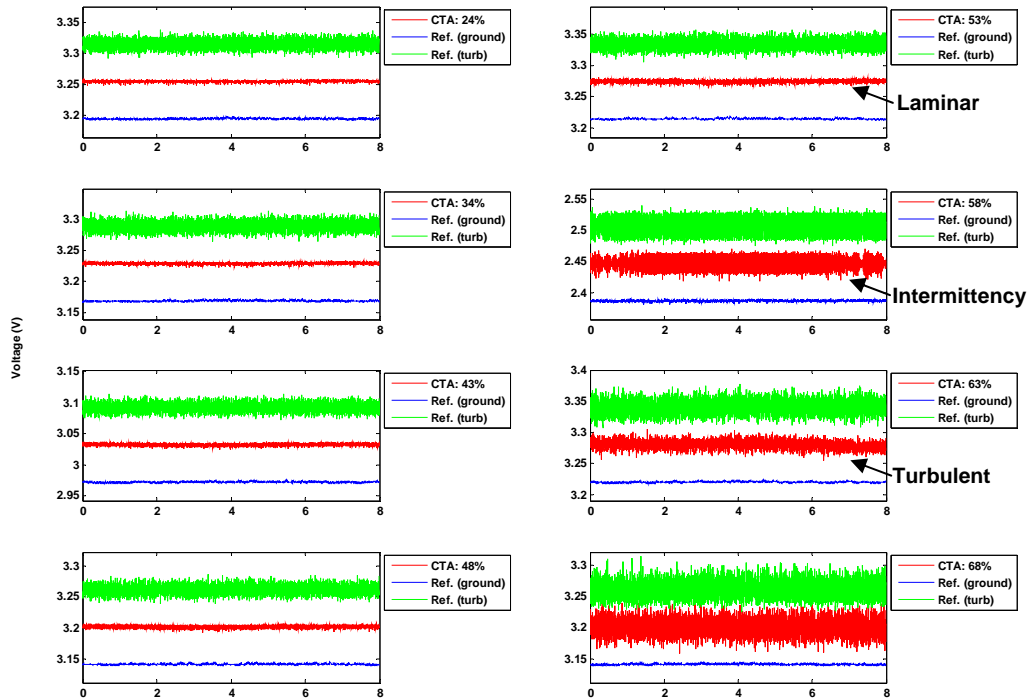 Voltage (V)
3.35
3.3
3.25
3.2
0 2 4 6 8
CTA: 24%
Ref. (ground)
Ref. (turb)
3.35
3.3
3.25
3.2
0 2 4 6 8
CTA: 53%
Ref. (ground)
Ref. (turb)
Laminar
3.3
3.25
3.2
3.15
0 2 4 6 8
CTA: 34%
Ref. (ground)
Ref. (turb)
2.55
2.5
2.45
2.4
0 2 4 6 8
CTA: 58%
Ref. (ground)
Ref. (turb)
Intermittency
3.15
3.1
3.05
3
2.95
0 2 4 6 8
CTA: 43%
Ref. (ground)
Ref. (turb)
3.4
3.35
3.3
3.25
3.2
0 2 4 6 8
CTA: 63%
Ref. (ground)
Ref. (turb)
Turbulent
3.3
3.25
3.2
3.15
0 2 4 6 8
CTA: 48%
Ref. (ground)
Ref. (turb)
3.3
3.25
3.2
3.15
0 2 4 6 8
CTA: 68%
Ref. (ground)
Ref. (turb)